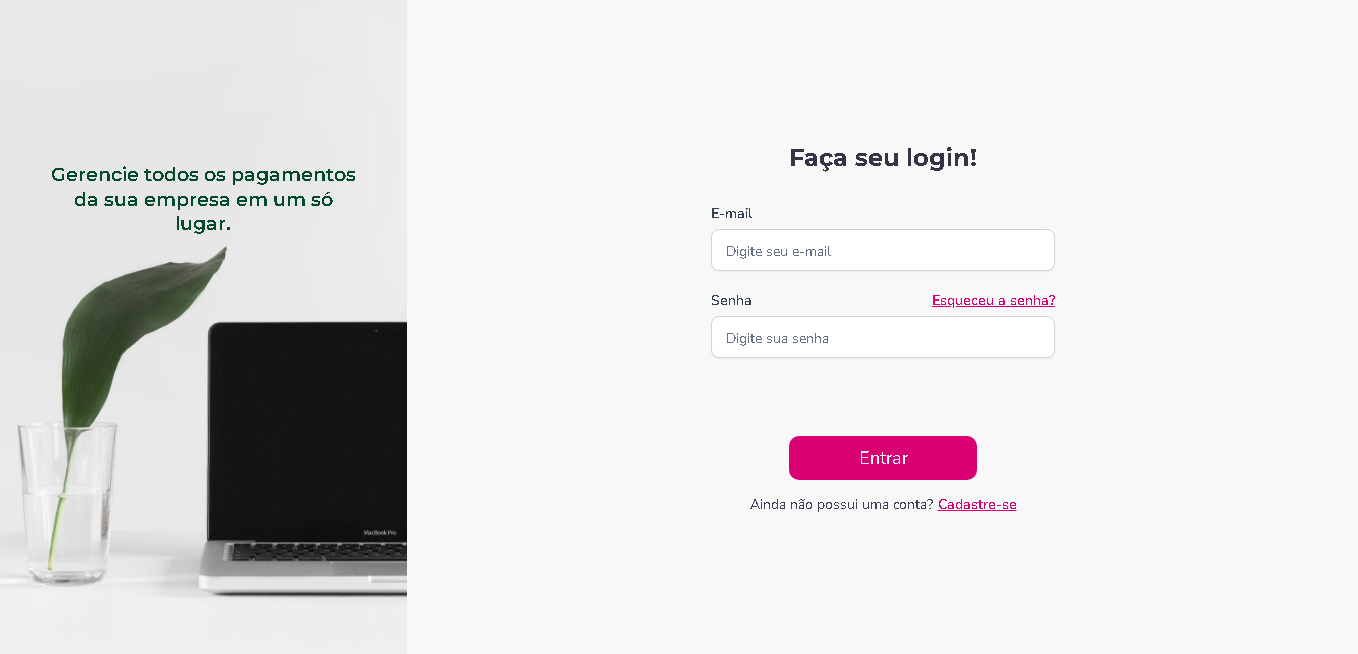 Gerencie todos os pagamentos
da sua empresa em um só
lugar.
MacBook Pro
Faça seu login!
E-mail
Digite seu e-mail
Senha
Esqueceu a senha?
Digite sua senha
Entrar
Ainda não possui uma conta? Cadastre-se